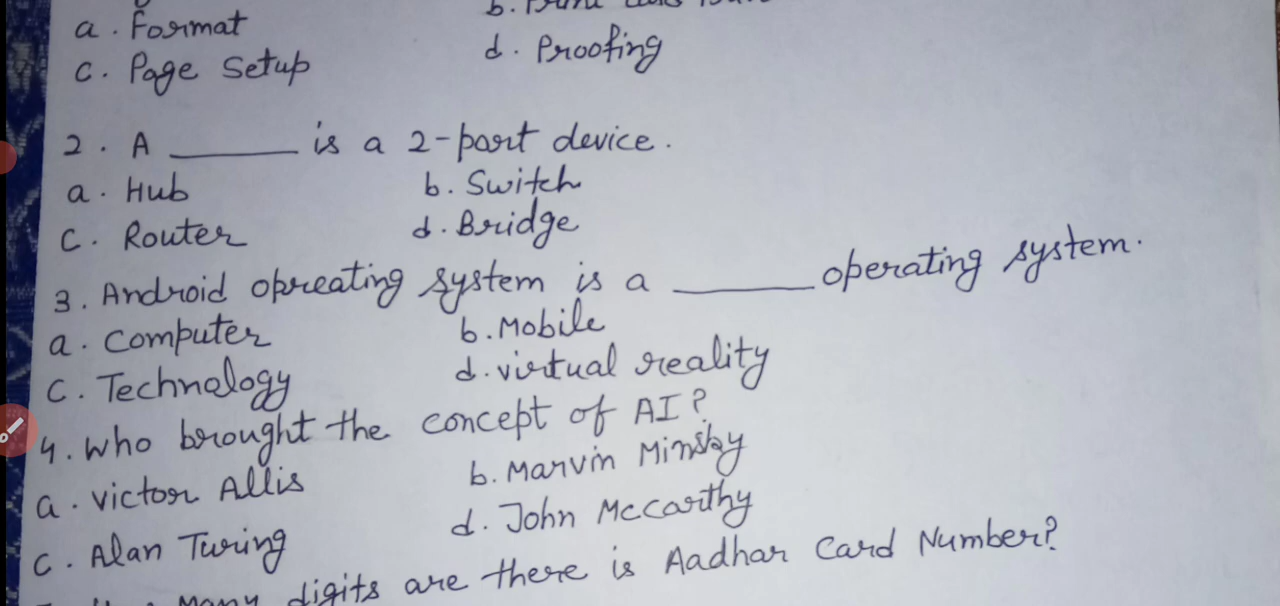 a. Format
b.
c. Page Setup
d. Proofing
2. A ______ is a 2-port device.
a. Hub
b. Switch
c. Router
d. Bridge
3. Android opreating system is a ______ operating system.
a. Computer
b. Mobile
c. Technology
d. virtual reality
4. Who brought the concept of AI?
a. Victor Allis
b. Marvin Minsky
c. Alan Turing
d. John Mccarthy
Many digits are there is Aadhar Card Number?